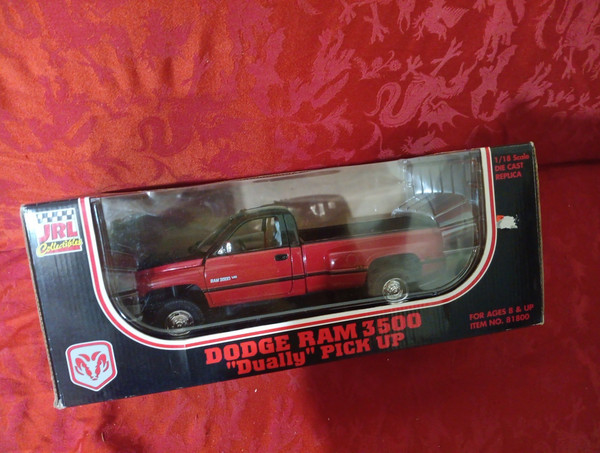 JRL
Collectibles
1/18 Scale
DIE CAST
REPLICA
DODGE RAM 3500
"Dually" PICK UP
FOR AGES 8 & UP
ITEM NO. 81800